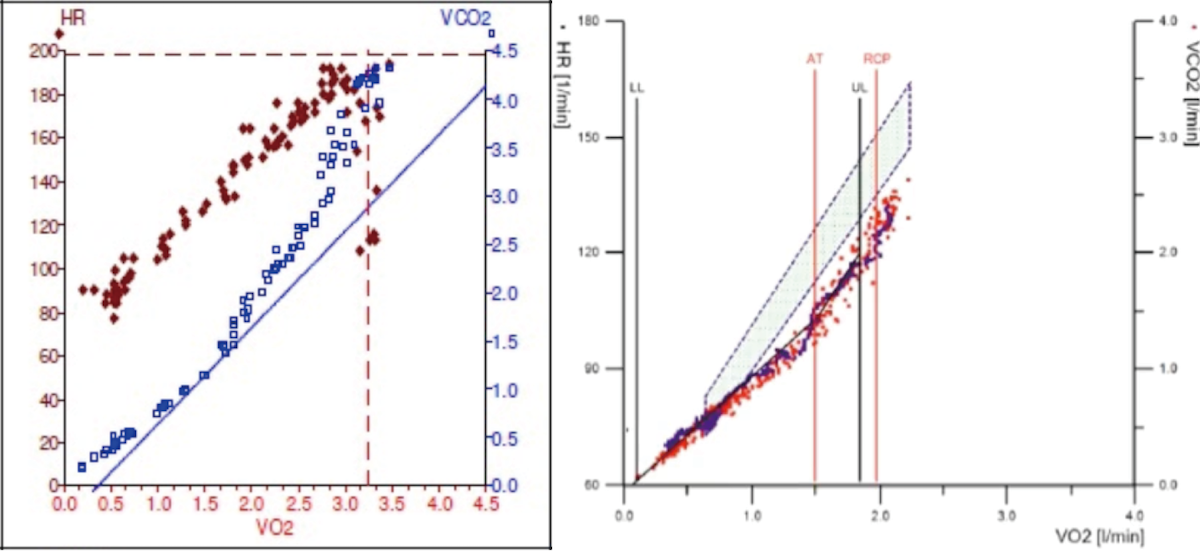 HR VCO2
200 4.5
180 4.0
160 3.5
140 3.0
120 2.5
100 2.0
80 1.5
60 1.0
40 0.5
20 0.0
0
0.0 0.5 1.0 1.5 2.0 2.5 3.0 3.5 4.0 4.5
VO2
180 4.0
HR [1/min]
VCO2 [l/min]
AT RCP
LL UL
150 3.0
120 2.0
90 1.0
60 0.0
0.0 1.0 2.0 3.0 4.0
VO2 [l/min]